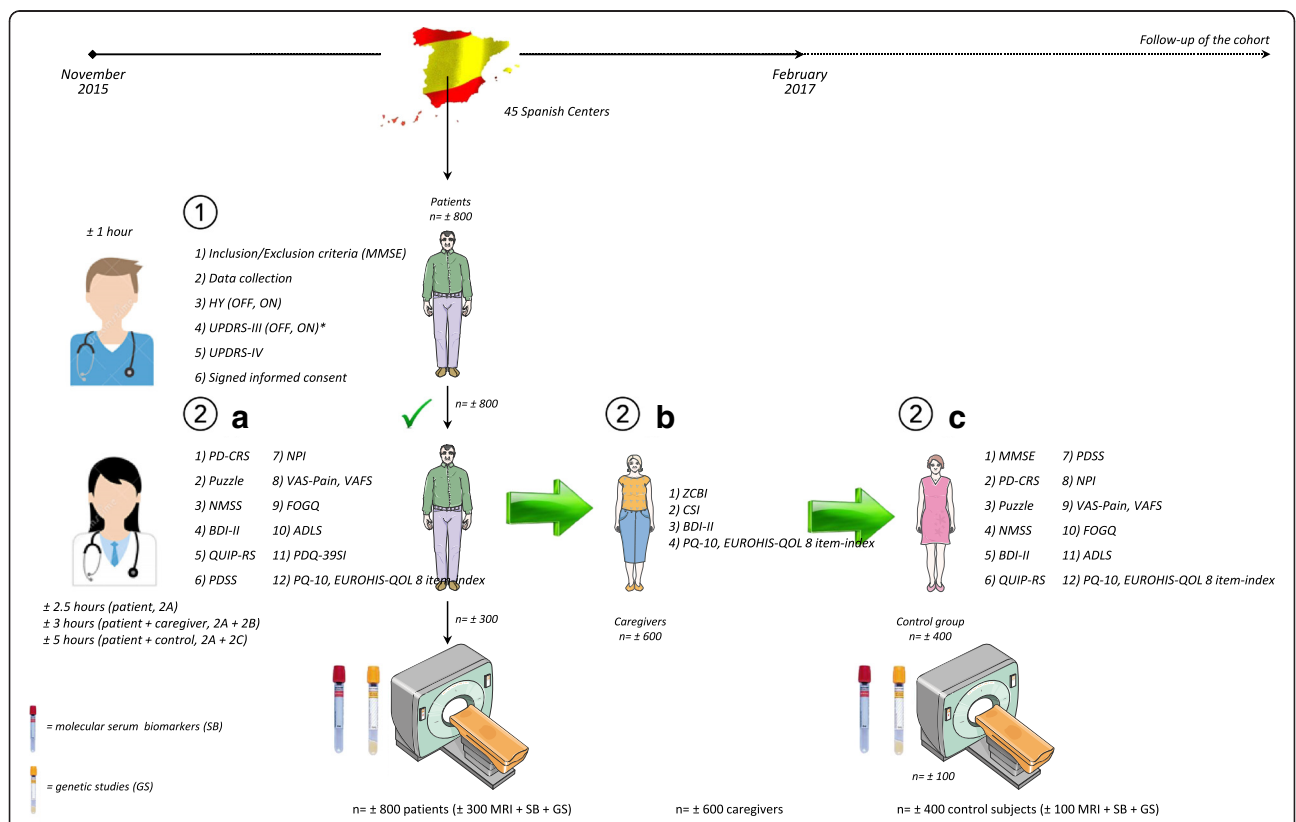 Follow-up of the cohort
November
2015
February
2017
45 Spanish Centers
Patients
n= ± 800
1
± 1 hour
1) Inclusion/Exclusion criteria (MMSE)
2) Data collection
3) HY (OFF, ON)
4) UPDRS-III (OFF, ON)*
5) UPDRS-IV
6) Signed informed consent
n= ± 800
2 a
1) PD-CRS
2) Puzzle
3) NMSS
4) BDI-II
5) QUIP-RS
6) PDSS
7) NPI
8) VAS-Pain, VAFS
9) FOGQ
10) ADLS
11) PDQ-39SI
12) PQ-10, EUROHIS-QOL 8 item-index
± 2.5 hours (patient, 2A)
± 3 hours (patient + caregiver, 2A + 2B)
± 5 hours (patient + control, 2A + 2C)
2 b
1) ZCBI
2) CSI
3) BDI-II
4) PQ-10, EUROHIS-QOL 8 item-index
Caregivers
n= ± 600
2 c
1) MMSE
2) PD-CRS
3) Puzzle
4) NMSS
5) BDI-II
6) QUIP-RS
7) PDSS
8) NPI
9) VAS-Pain, VAFS
10) FOGQ
11) ADLS
12) PQ-10, EUROHIS-QOL 8 item-index
Control group
n= ± 400
n= ± 300
n= ± 100
= molecular serum biomarkers (SB)
= genetic studies (GS)
n= ± 800 patients (± 300 MRI + SB + GS)
n= ± 600 caregivers
n= ± 400 control subjects (± 100 MRI + SB + GS)